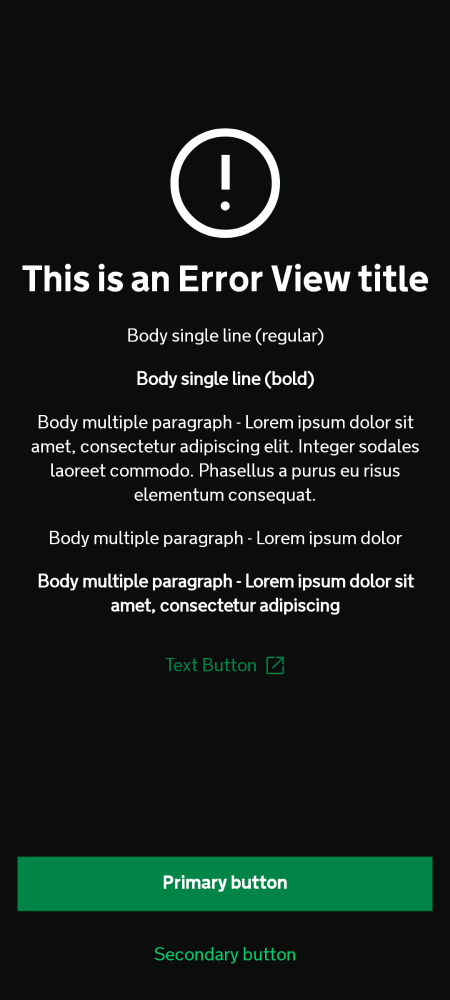 This is an Error View title
Body single line (regular)
Body single line (bold)
Body multiple paragraph - Lorem ipsum dolor sit
amet, consectetur adipiscing elit. Integer sodales
laoreet commodo. Phasellus a purus eu risus
elementum consequat.
Body multiple paragraph - Lorem ipsum dolor
Body multiple paragraph - Lorem ipsum dolor sit
amet, consectetur adipiscing
Text Button
Primary button
Secondary button